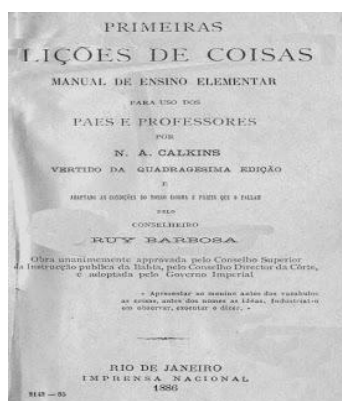 PRIMEIRAS
LIÇÕES DE COISAS
MANUAL DE ENSINO ELEMENTAR
PARA USO DOS
PAES E PROFESSORES
POR
N. A. CALKINS
VERTIDO DA QUADRAGESIMA EDIÇÃO
E
ADAPTADO ÁS CONDIÇÕES DO NOSSO IDIOMA E PAIZES QUE O FALLAM
PELO
CONSELHEIRO
RUY BARBOSA
Obra unanimemente approvada pelo Conselho Superior
da Instrucção publica da Bahia, pelo Conselho Director da Côrte,
e adoptada pelo Governo Imperial
« Apresentar ao menino antes dos vocabulos
as coisas, antes dos nomes as idéas.
em observar, executar e dizer. »
RIO DE JANEIRO
IMPRENSA NACIONAL
1886
2142 — 85